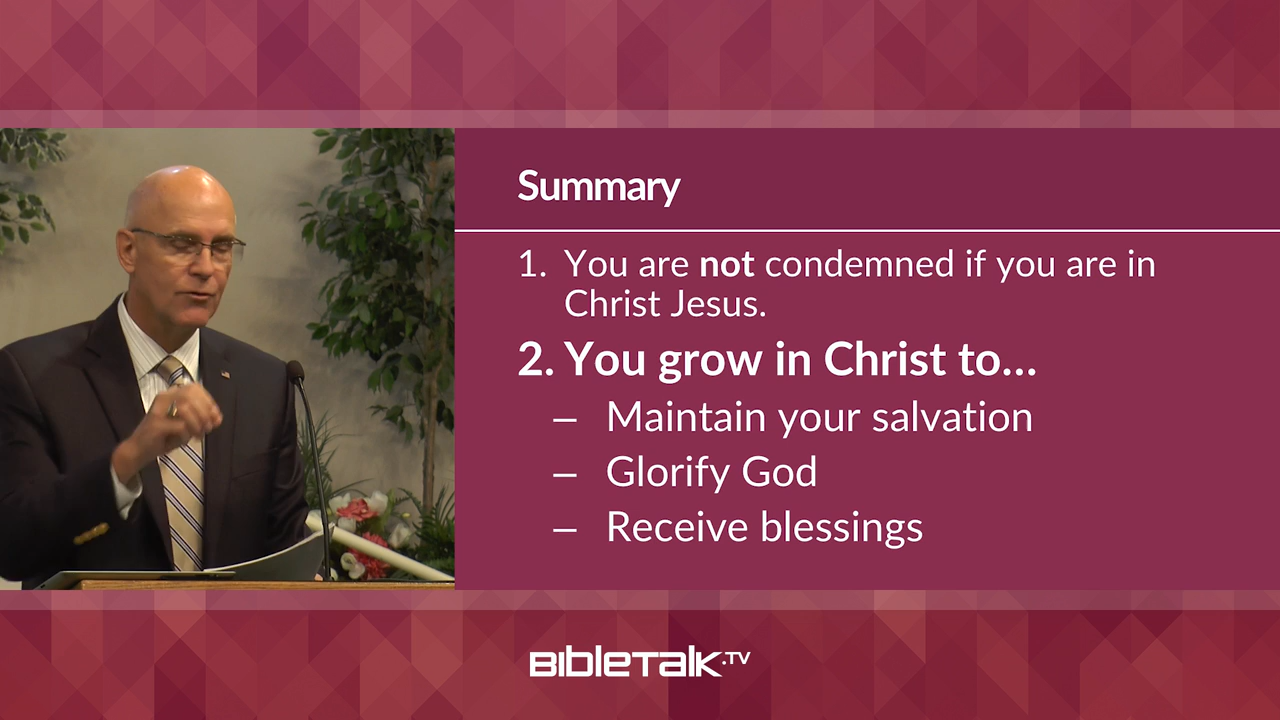 Summary
1. You are not condemned if you are in
Christ Jesus.
2. You grow in Christ to...
– Maintain your salvation
– Glorify God
– Receive blessings
BibleTalk.TV